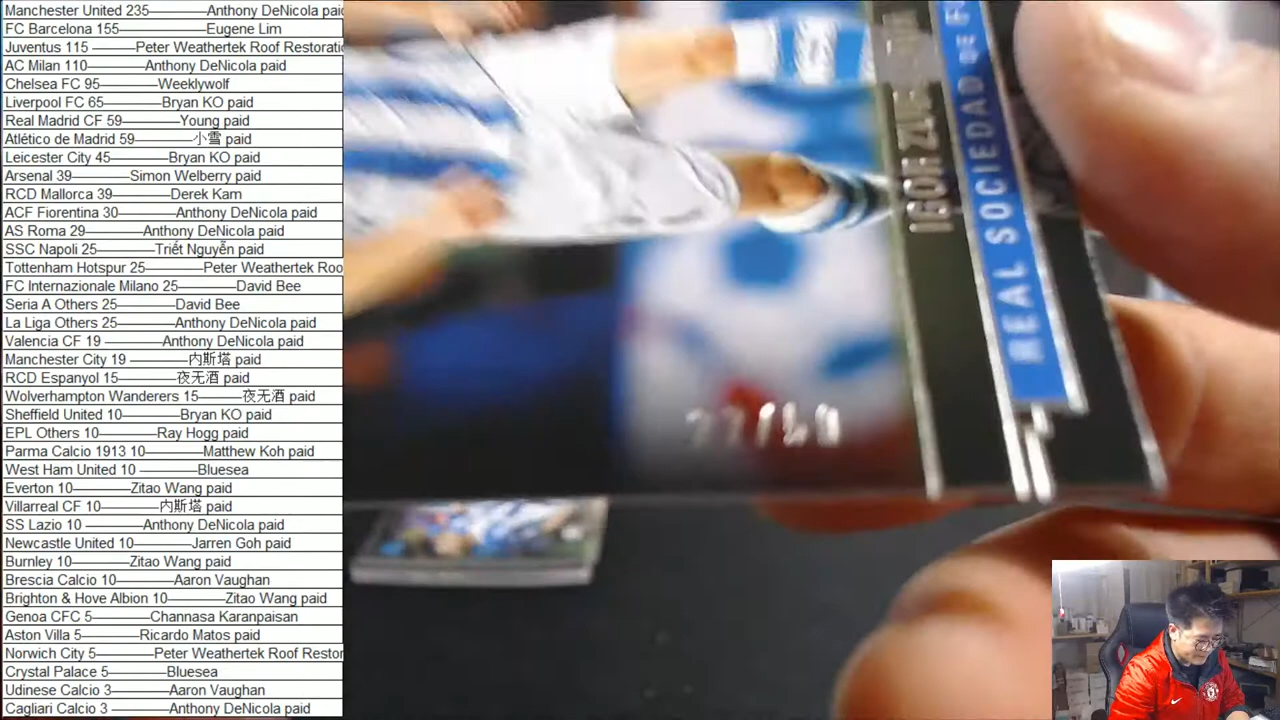 Manchester United 235———Anthony DeNicola paid
FC Barcelona 155———Eugene Lim
Juventus 115 ———Peter Weathertek Roof Restorati
AC Milan 110———Anthony DeNicola paid
Chelsea FC 95———Weeklywolf
Liverpool FC 65———Bryan KO paid
Real Madrid CF 59———Young paid
Atlético de Madrid 59———小雪 paid
Leicester City 45———Bryan KO paid
Arsenal 39———Simon Welberry paid
RCD Mallorca 39———Derek Kam
ACF Fiorentina 30———Anthony DeNicola paid
AS Roma 29———Anthony DeNicola paid
SSC Napoli 25———Triết Nguyễn paid
Tottenham Hotspur 25———Peter Weathertek Roo
FC Internazionale Milano 25———David Bee
Seria A Others 25———David Bee
La Liga Others 25———Anthony DeNicola paid
Valencia CF 19 ———Anthony DeNicola paid
Manchester City 19 ———内斯塔 paid
RCD Espanyol 15———夜无酒 paid
Wolverhampton Wanderers 15———夜无酒 paid
Sheffield United 10———Bryan KO paid
EPL Others 10———Ray Hogg paid
Parma Calcio 1913 10———Matthew Koh paid
West Ham United 10 ———Bluesea
Everton 10———Zitao Wang paid
Villarreal CF 10———内斯塔 paid
SS Lazio 10 ———Anthony DeNicola paid
Newcastle United 10———Jarren Goh paid
Burnley 10———Zitao Wang paid
Brescia Calcio 10———Aaron Vaughan
Brighton & Hove Albion 10———Zitao Wang paid
Genoa CFC 5———Channasa Karanpaisan
Aston Villa 5———Ricardo Matos paid
Norwich City 5———Peter Weathertek Roof Restor
Crystal Palace 5———Bluesea
Udinese Calcio 3———Aaron Vaughan
Cagliari Calcio 3 ———Anthony DeNicola paid
IGOR
REAL SOCIEDAD DE F